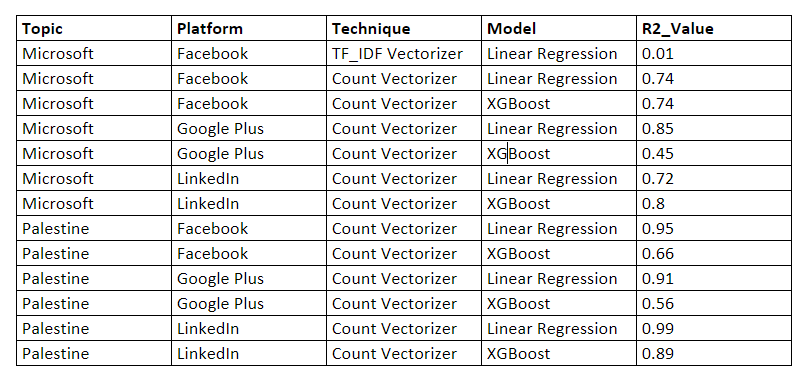 Topic Platform Technique Model R2_Value
Microsoft Facebook TF_IDF Vectorizer Linear Regression 0.01
Microsoft Facebook Count Vectorizer Linear Regression 0.74
Microsoft Facebook Count Vectorizer XGBoost 0.74
Microsoft Google Plus Count Vectorizer Linear Regression 0.85
Microsoft Google Plus Count Vectorizer XGBoost 0.45
Microsoft LinkedIn Count Vectorizer Linear Regression 0.72
Microsoft LinkedIn Count Vectorizer XGBoost 0.8
Palestine Facebook Count Vectorizer Linear Regression 0.95
Palestine Facebook Count Vectorizer XGBoost 0.66
Palestine Google Plus Count Vectorizer Linear Regression 0.91
Palestine Google Plus Count Vectorizer XGBoost 0.56
Palestine LinkedIn Count Vectorizer Linear Regression 0.99
Palestine LinkedIn Count Vectorizer XGBoost 0.89